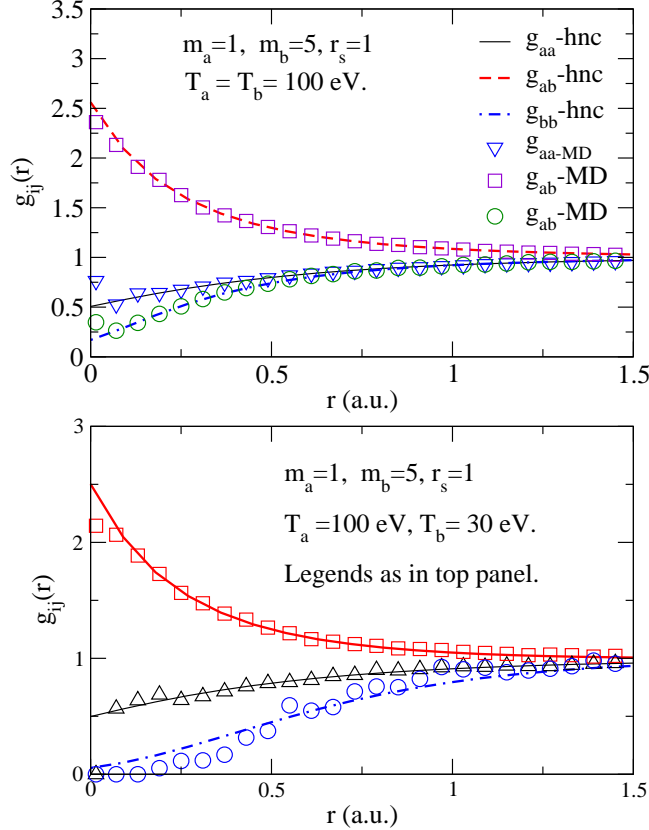 3.5
3
2.5
2
1.5
1
0.5
0
g_ij(r)
m_a=1, m_b=5, r_s=1
T_a = T_b= 100 eV.
g_aa-hnc
g_ab-hnc
g_bb-hnc
g_aa-MD
g_ab-MD
g_ab-MD
0 0.5 1 1.5
r (a.u.)
3
2
1
0
g_ij(r)
m_a=1, m_b=5, r_s=1
T_a =100 eV, T_b= 30 eV.
Legends as in top panel.
0 0.5 1 1.5
r (a.u.)